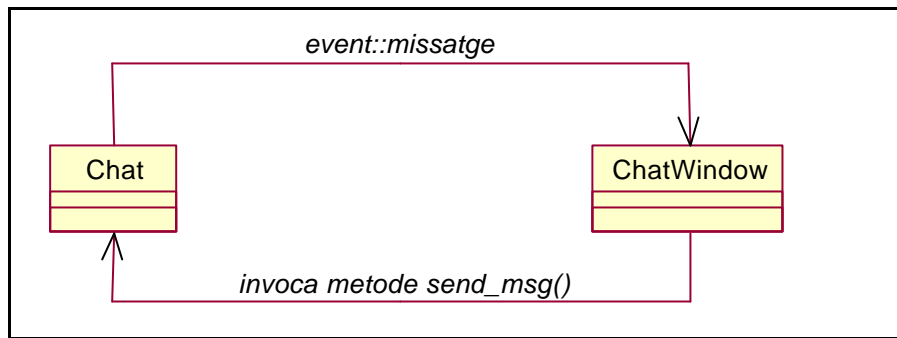 event::missatge
Chat
ChatWindow
invoca metode send_msg()